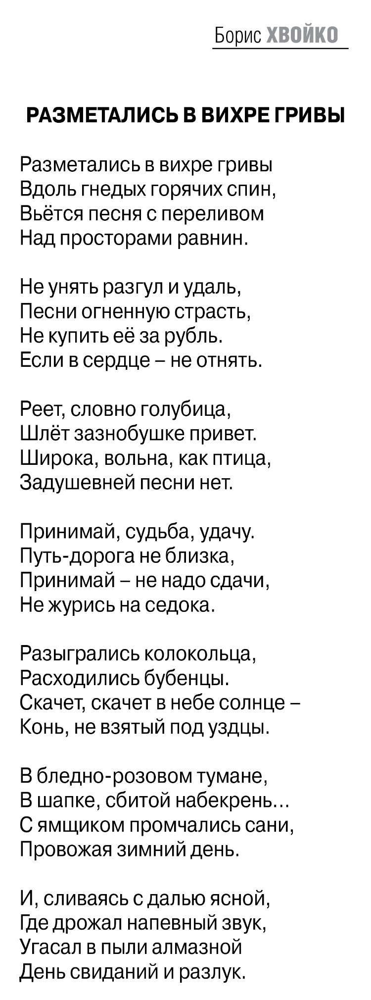 Борис ХВОЙКО
РАЗМЕТАЛИСЬ В ВИХРЕ ГРИВЫ
Разметались в вихре гривы
Вдоль гнедых горячих спин,
Вьётся песня с переливом
Над просторами равнин.
Не унять разгул и удаль,
Песни огненную страсть,
Не купить её за рубль.
Если в сердце – не отнять.
Реет, словно голубица,
Шлёт зазнобушке привет.
Широка, вольна, как птица,
Задушевней песни нет.
Принимай, судьба, удачу.
Путь-дорога не близка,
Принимай – не надо сдачи,
Не журись на седока.
Разыгрались колокольца,
Расходились бубенцы.
Скачет, скачет в небе солнце –
Конь, не взятый под уздцы.
В бледно-розовом тумане,
В шапке, сбитой набекрень...
С ямщиком промчались сани,
Провожая зимний день.
И, сливаясь с далью ясной,
Где дрожал напевный звук,
Угасал в пыли алмазной
День свиданий и разлук.